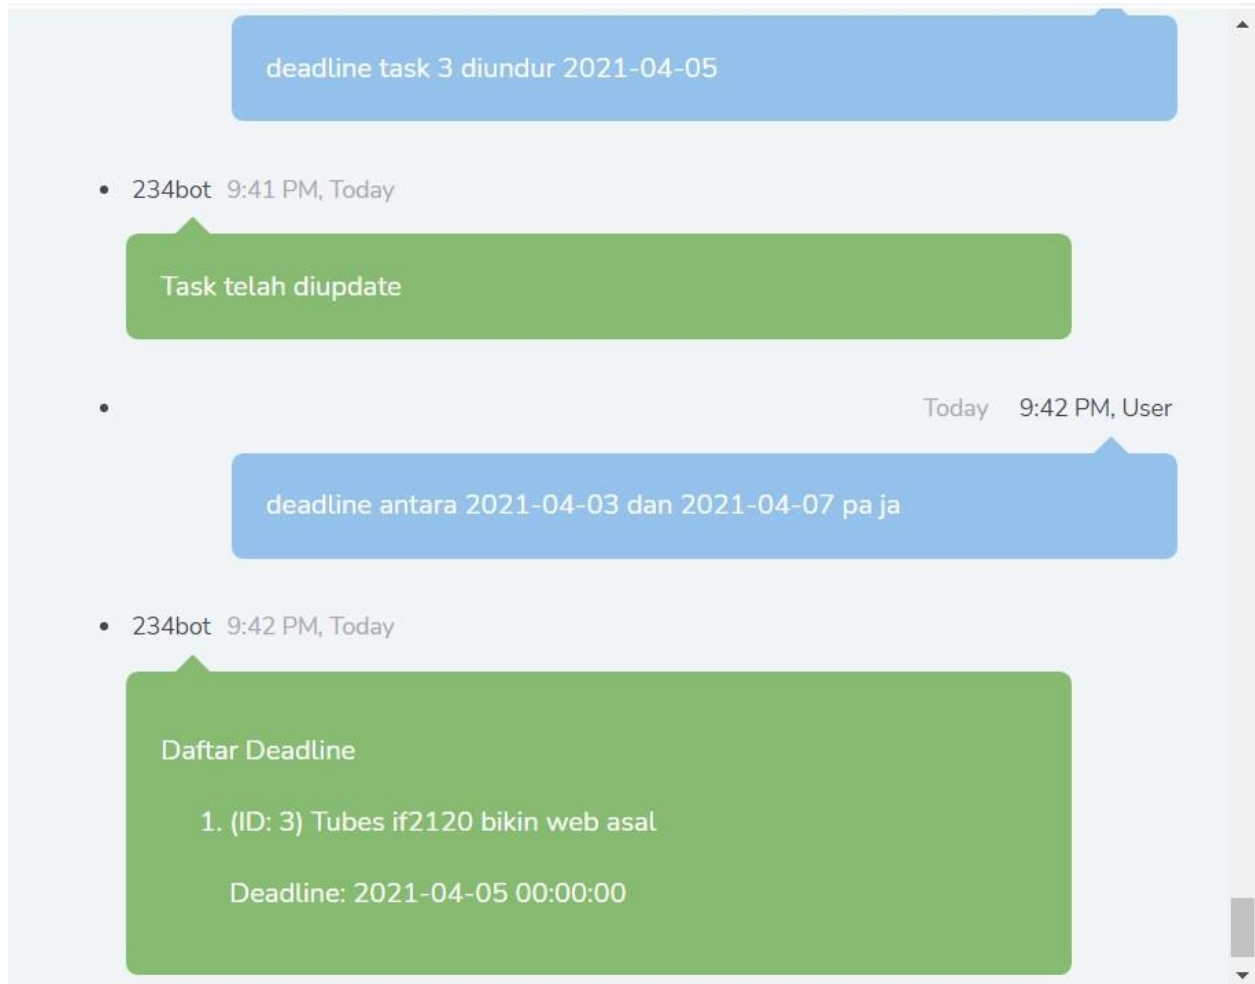 deadline task 3 diundur 2021-04-05
234bot 9:41 PM, Today
Task telah diupdate
Today 9:42 PM, User
deadline antara 2021-04-03 dan 2021-04-07 pa ja
234bot 9:42 PM, Today
Daftar Deadline
1. (ID: 3) Tubes if2120 bikin web asal
Deadline: 2021-04-05 00:00:00